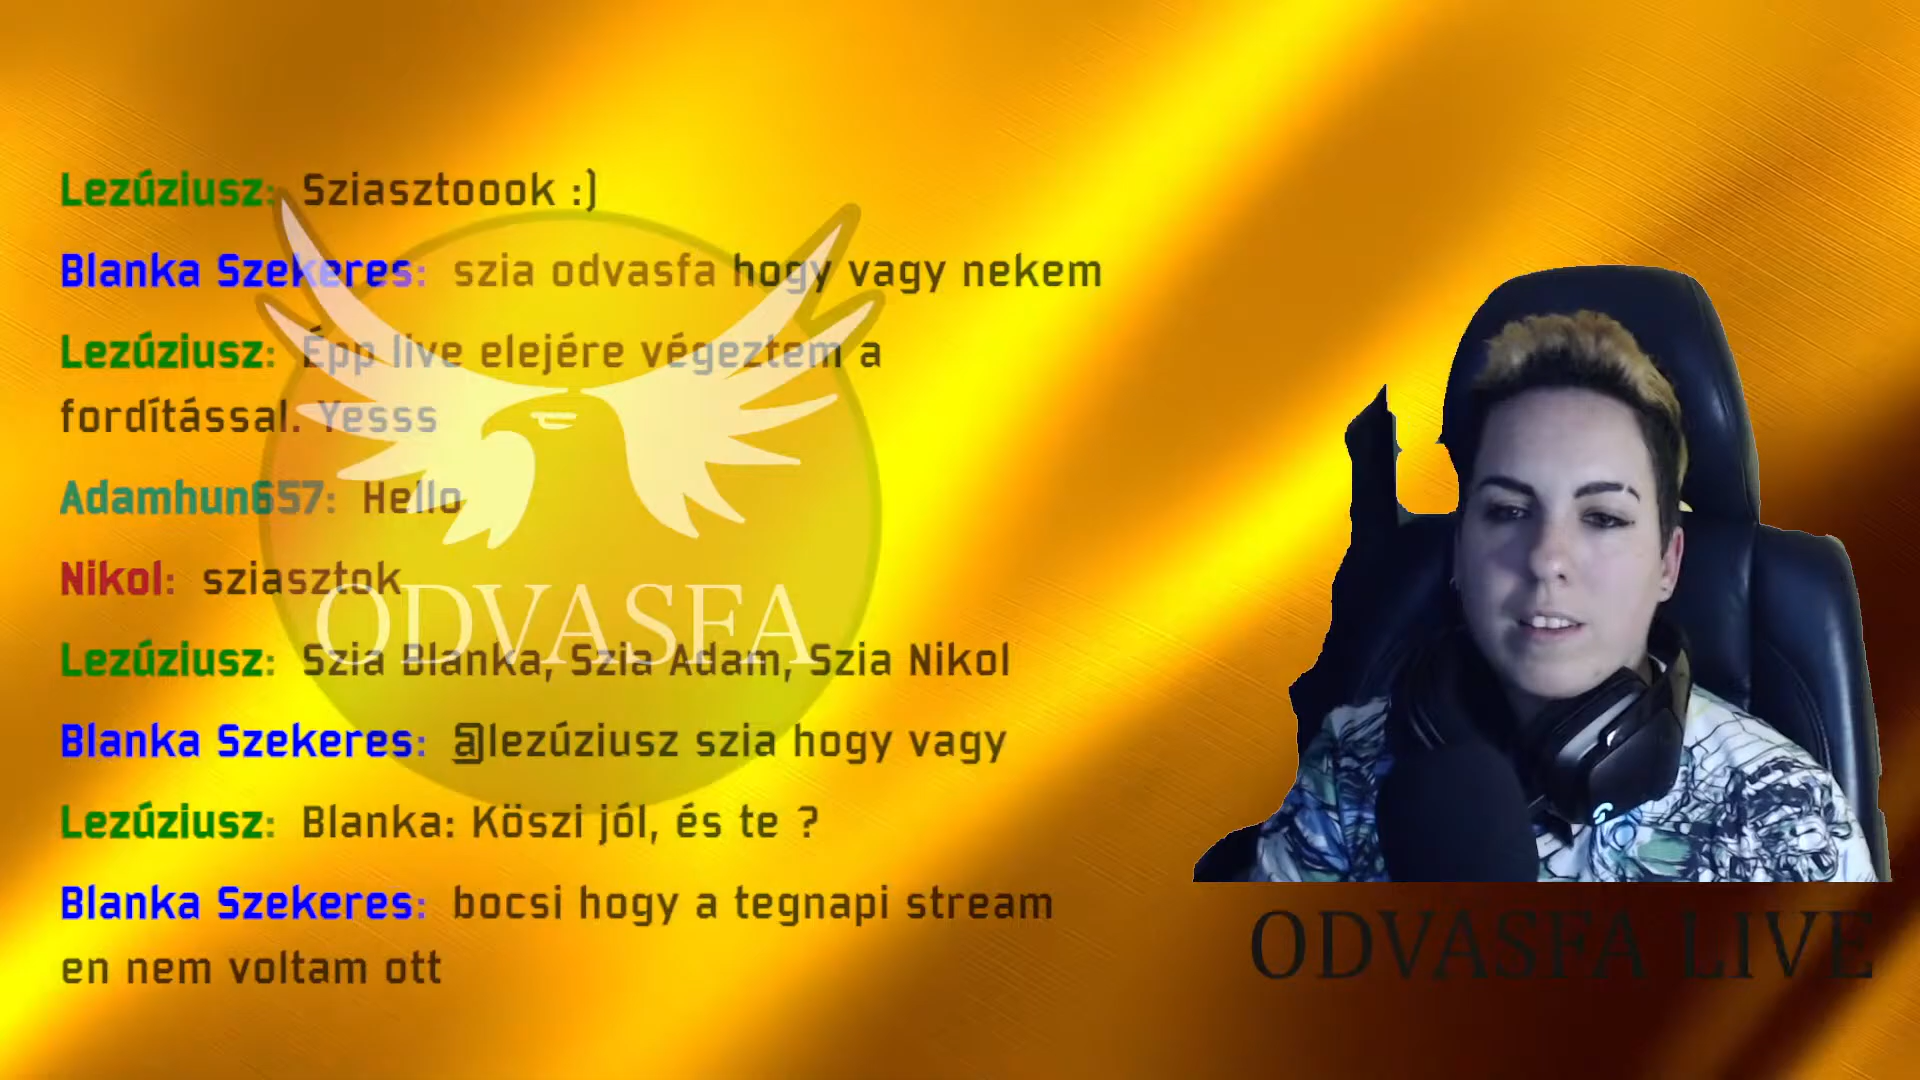 Lezúziusz: Sziasztoook :)
Blanka Szekeres: szia odvasfa hogy vagy nekem
Lezúziusz: Épp live elejére végeztem a
fordítással. Yesss
Adamhun657: Hello
Nikol: sziasztok
ODVASFA
Lezúziusz: Szia Blanka, Szia Adam, Szia Nikol
Blanka Szekeres: @lezúziusz szia hogy vagy
Lezúziusz: Blanka: Köszi jól, és te ?
Blanka Szekeres: bocsi hogy a tegnapi stream
en nem voltam ott
ODVASFA LIVE